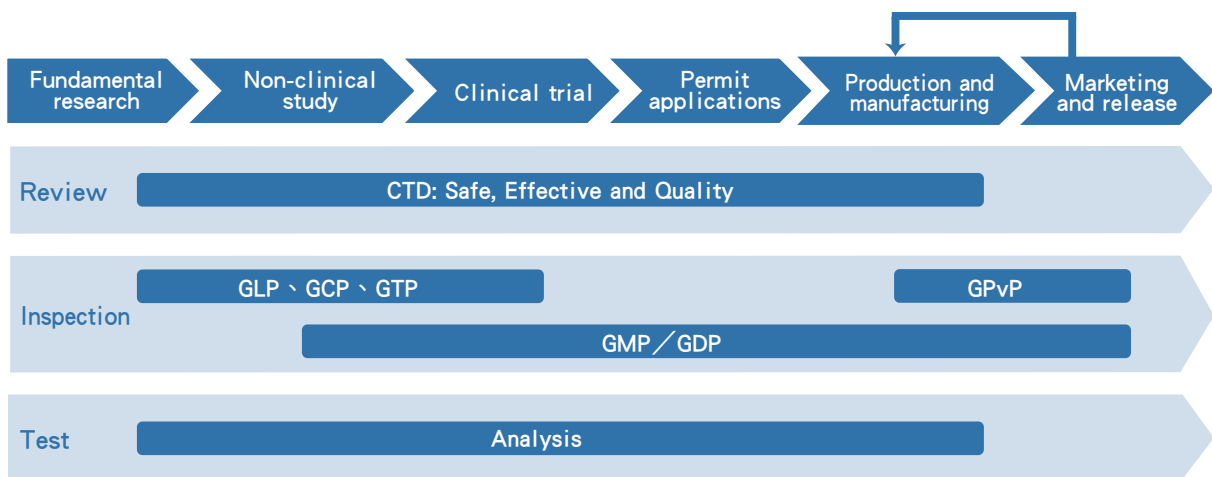 Fundamental
research
Non-clinical
study
Clinical trial
Permit
applications
Production and
manufacturing
Marketing
and release
Review
CTD: Safe, Effective and Quality
Inspection
GLP、GCP、GTP
GPvP
GMP／GDP
Test
Analysis